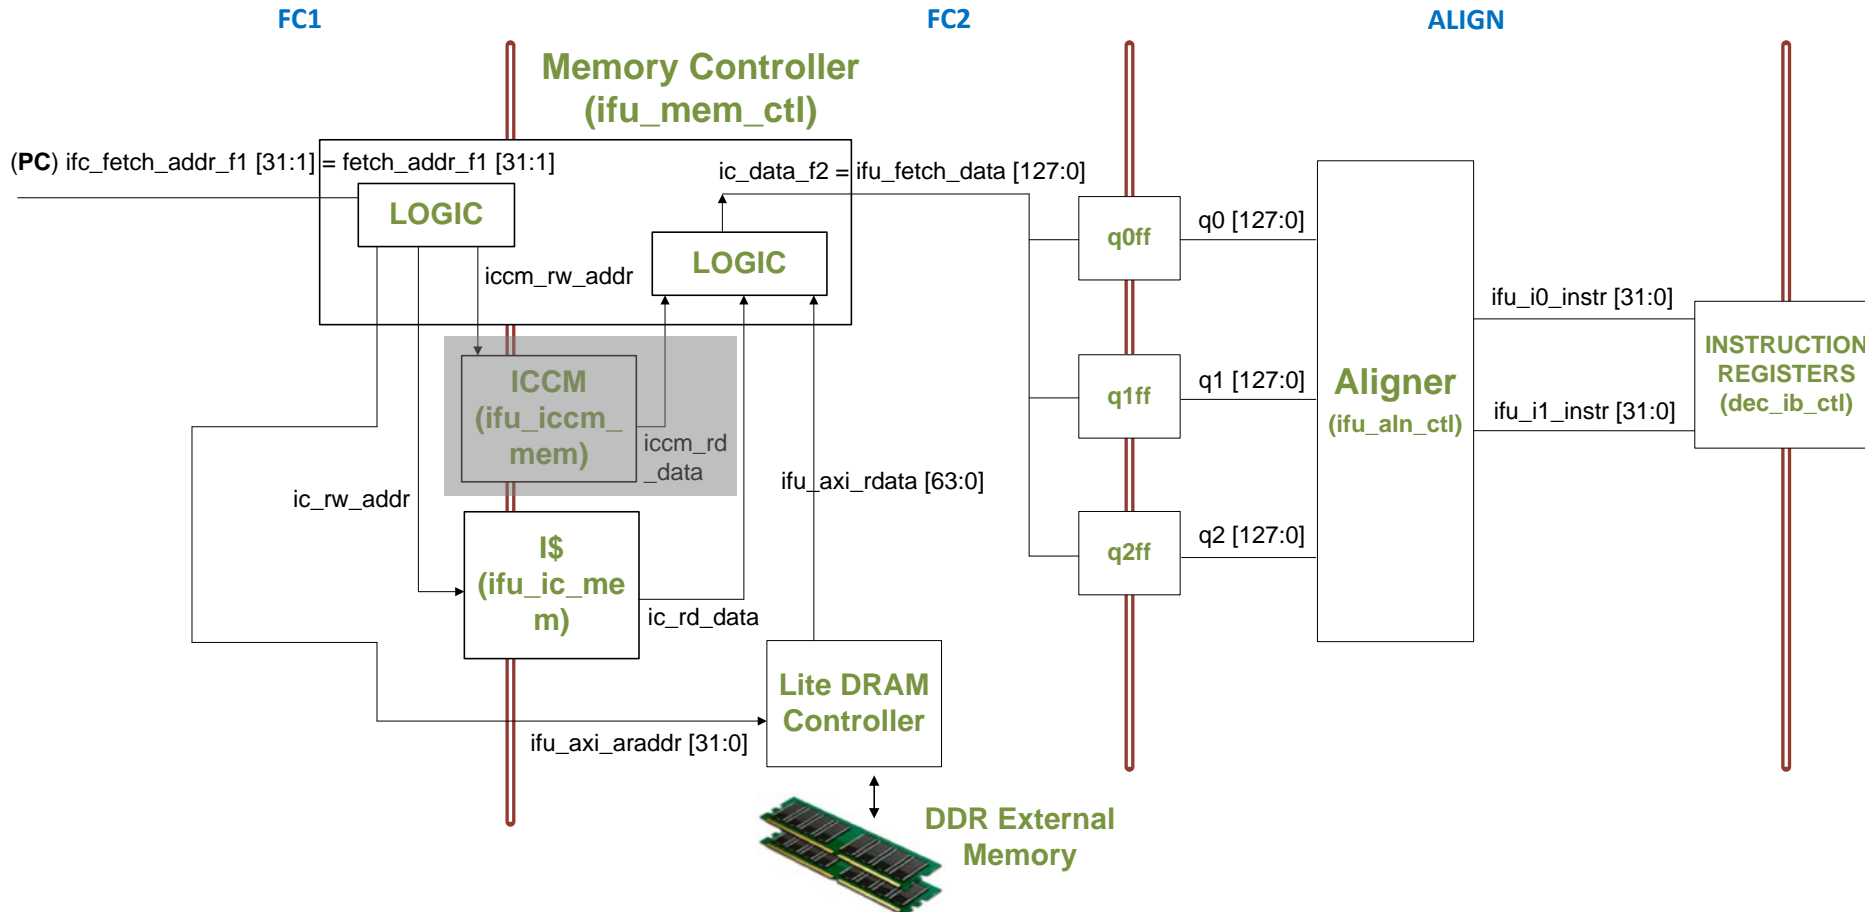 FC1
FC2
ALIGN
Memory Controller
(ifu_mem_ctl)
(PC) ifc_fetch_addr_f1 [31:1] = fetch_addr_f1 [31:1]
ic_data_f2 = ifu_fetch_data [127:0]
LOGIC
LOGIC
iccm_rw_addr
q0ff
q0 [127:0]
ifu_i0_instr [31:0]
ICCM
(ifu_iccm_
mem)
iccm_rd
_data
q1ff
q1 [127:0]
Aligner
(ifu_aln_ctl)
ifu_i1_instr [31:0]
INSTRUCTION
REGISTERS
(dec_ib_ctl)
ic_rw_addr
ifu_axi_rdata [63:0]
I$
(ifu_ic_me
m)
ic_rd_data
q2ff
q2 [127:0]
Lite DRAM
Controller
ifu_axi_araddr [31:0]
DDR External
Memory